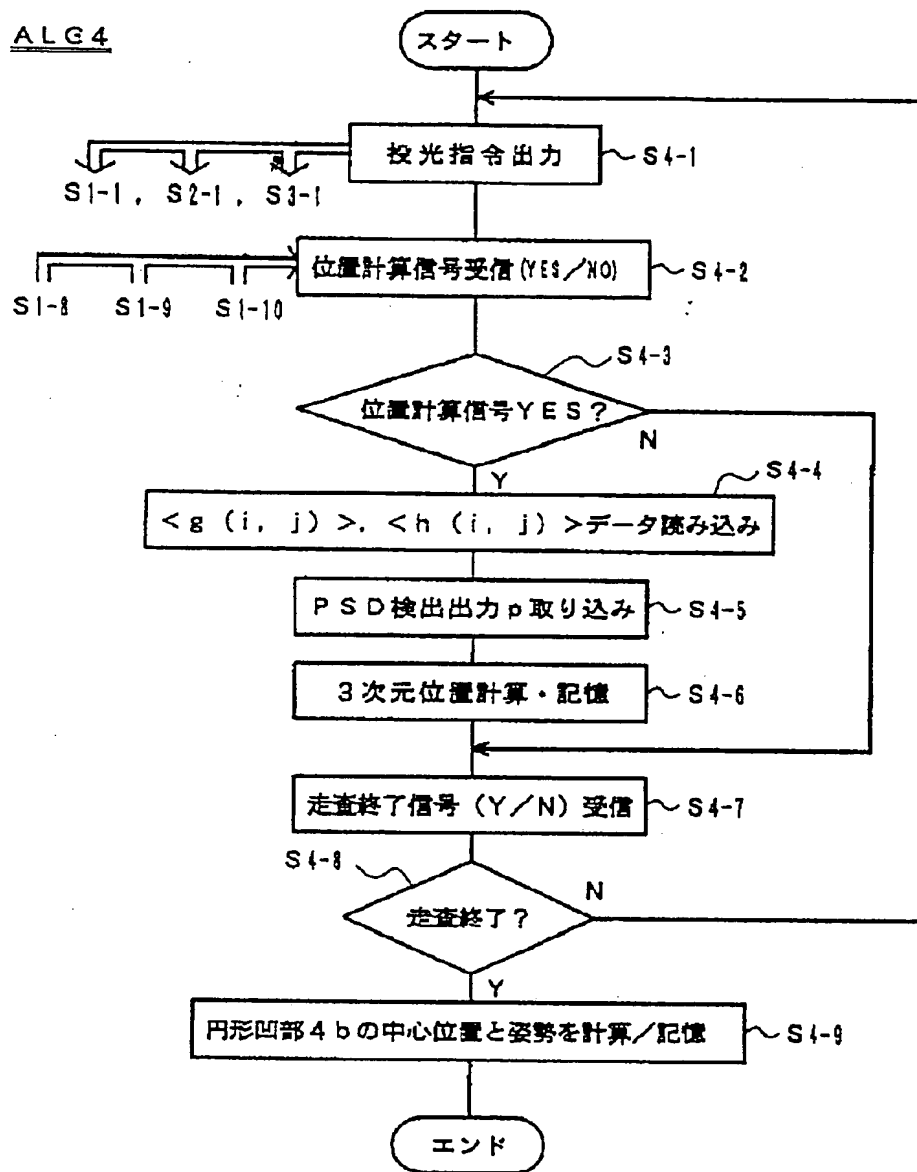 ALG4
スタート
投光指令出力
S4-1
S1-1, S2-1, S3-1
位置計算信号受信(YES/NO)
S4-2
S1-8 S1-9 S1-10
S4-3
位置計算信号YES?
N
Y
S4-4
<g(i, j)>, <h(i, j)>データ読み込み
PSD検出出力p取り込み
S4-5
3次元位置計算・記憶
S4-6
走査終了信号(Y/N)受信
S4-7
S4-8
走査終了?
N
Y
円形凹部4bの中心位置と姿勢を計算/記憶
S4-9
エンド